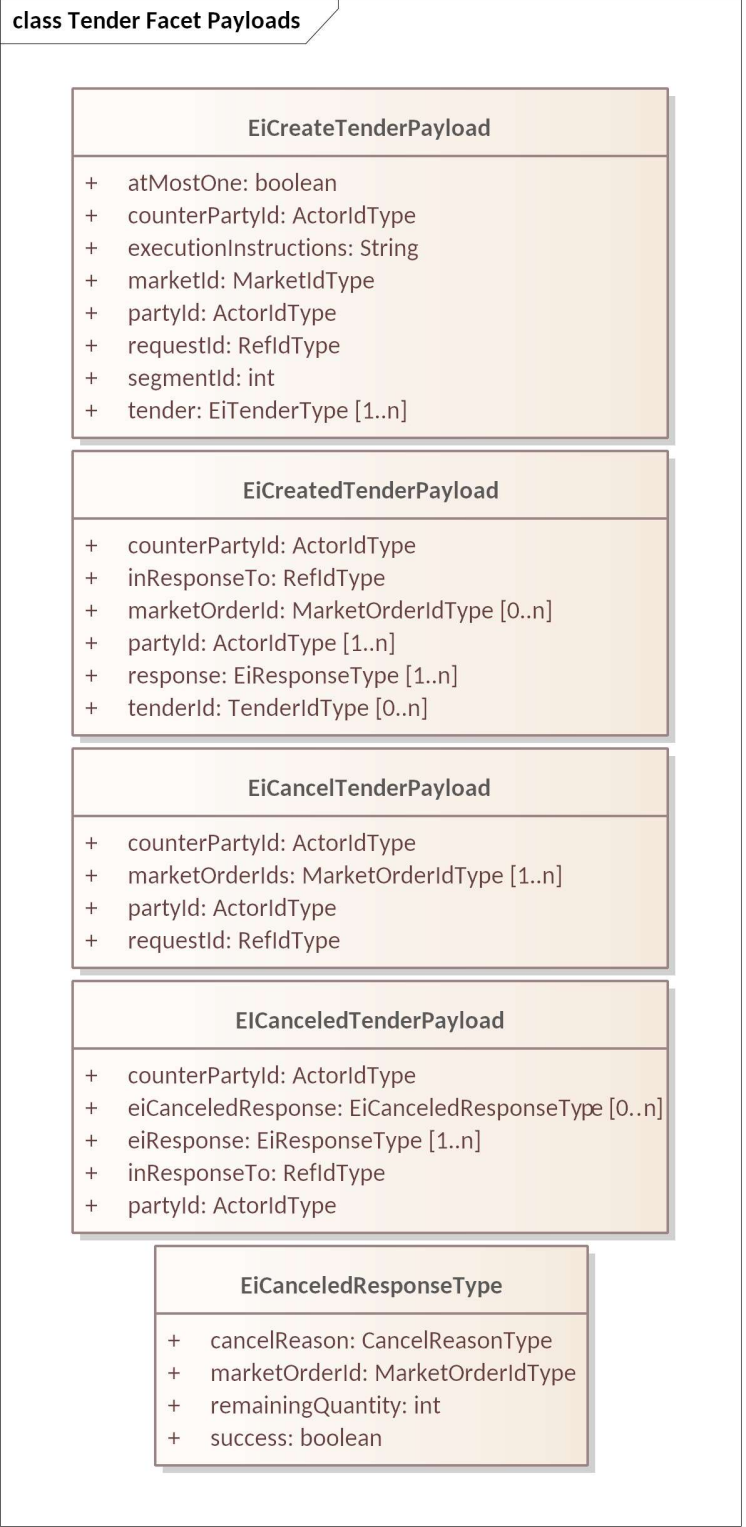 class Tender Facet Payloads
EiCreateTenderPayload
+ atMostOne: boolean
+ counterPartyId: ActorIdType
+ executionInstructions: String
+ marketId: MarketIdType
+ partyId: ActorIdType
+ requestId: RefIdType
+ segmentId: int
+ tender: EiTenderType [1..n]
EiCreatedTenderPayload
+ counterPartyId: ActorIdType
+ inResponseTo: RefIdType
+ marketOrderId: MarketOrderIdType [0..n]
+ partyId: ActorIdType [1..n]
+ response: EiResponseType [1..n]
+ tenderId: TenderIdType [0..n]
EiCancelTenderPayload
+ counterPartyId: ActorIdType
+ marketOrderIds: MarketOrderIdType [1..n]
+ partyId: ActorIdType
+ requestId: RefIdType
EICanceledTenderPayload
+ counterPartyId: ActorIdType
+ eiCanceledResponse: EiCanceledResponseType [0..n]
+ eiResponse: EiResponseType [1..n]
+ inResponseTo: RefIdType
+ partyId: ActorIdType
EiCanceledResponseType
+ cancelReason: CancelReasonType
+ marketOrderId: MarketOrderIdType
+ remainingQuantity: int
+ success: boolean